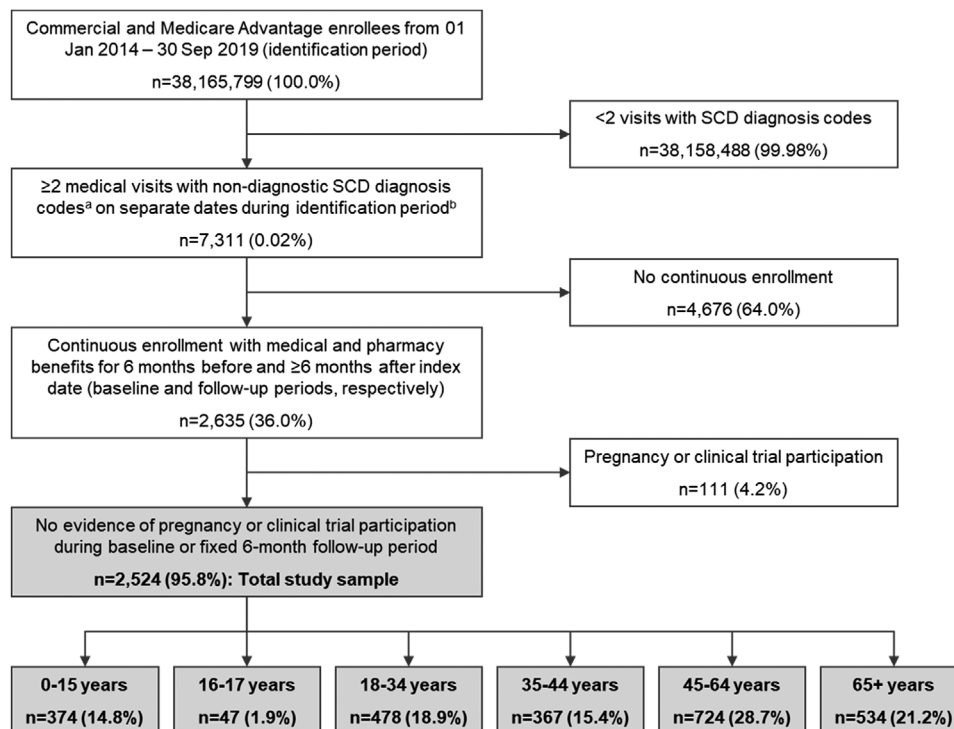 Commercial and Medicare Advantage enrollees from 01
Jan 2014 – 30 Sep 2019 (identification period)
n=38,165,799 (100.0%)
<2 visits with SCD diagnosis codes
n=38,158,488 (99.98%)
≥2 medical visits with non-diagnostic SCD diagnosis
codesᵃ on separate dates during identification periodᵇ
n=7,311 (0.02%)
No continuous enrollment
n=4,676 (64.0%)
Continuous enrollment with medical and pharmacy
benefits for 6 months before and ≥6 months after index
date (baseline and follow-up periods, respectively)
n=2,635 (36.0%)
Pregnancy or clinical trial participation
n=111 (4.2%)
No evidence of pregnancy or clinical trial participation
during baseline or fixed 6-month follow-up period
n=2,524 (95.8%): Total study sample
0-15 years
n=374 (14.8%)
16-17 years
n=47 (1.9%)
18-34 years
n=478 (18.9%)
35-44 years
n=367 (15.4%)
45-64 years
n=724 (28.7%)
65+ years
n=534 (21.2%)